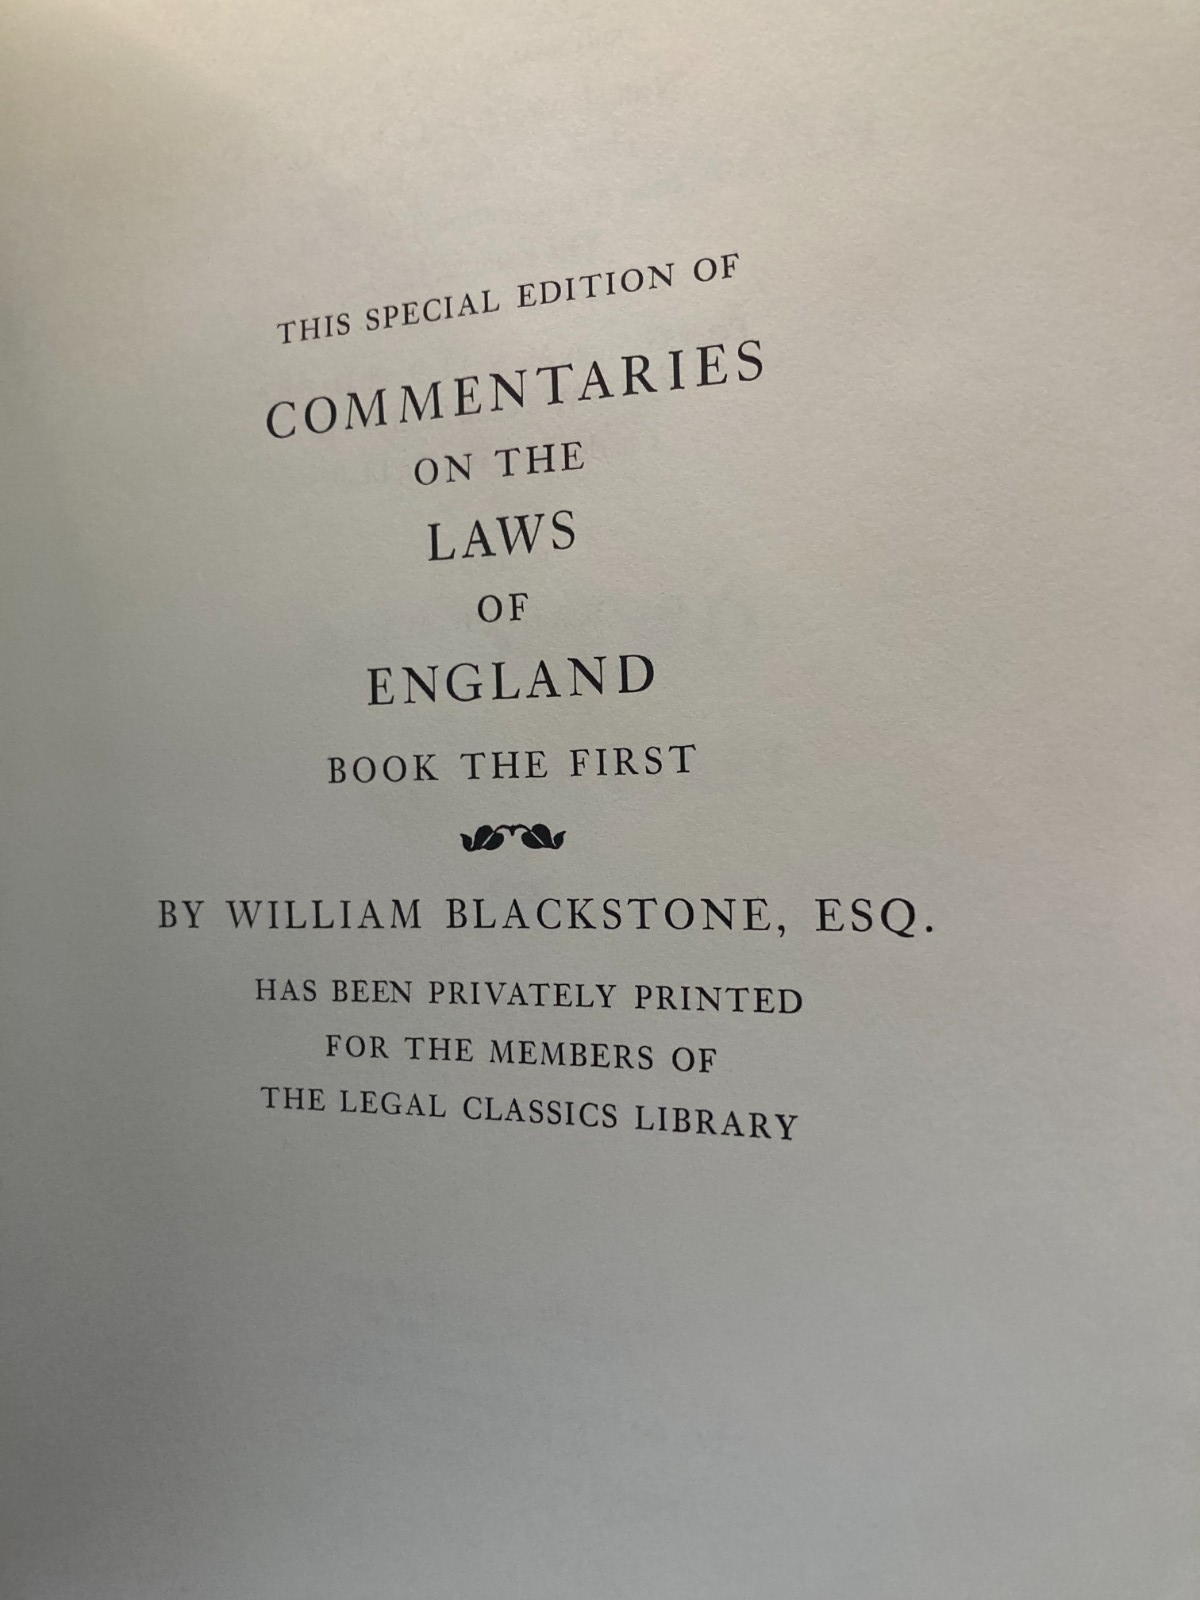 THIS SPECIAL EDITION OF
COMMENTARIES
ON THE
LAWS
OF
ENGLAND
BOOK THE FIRST
BY WILLIAM BLACKSTONE, ESQ.
HAS BEEN PRIVATELY PRINTED
FOR THE MEMBERS OF
THE LEGAL CLASSICS LIBRARY